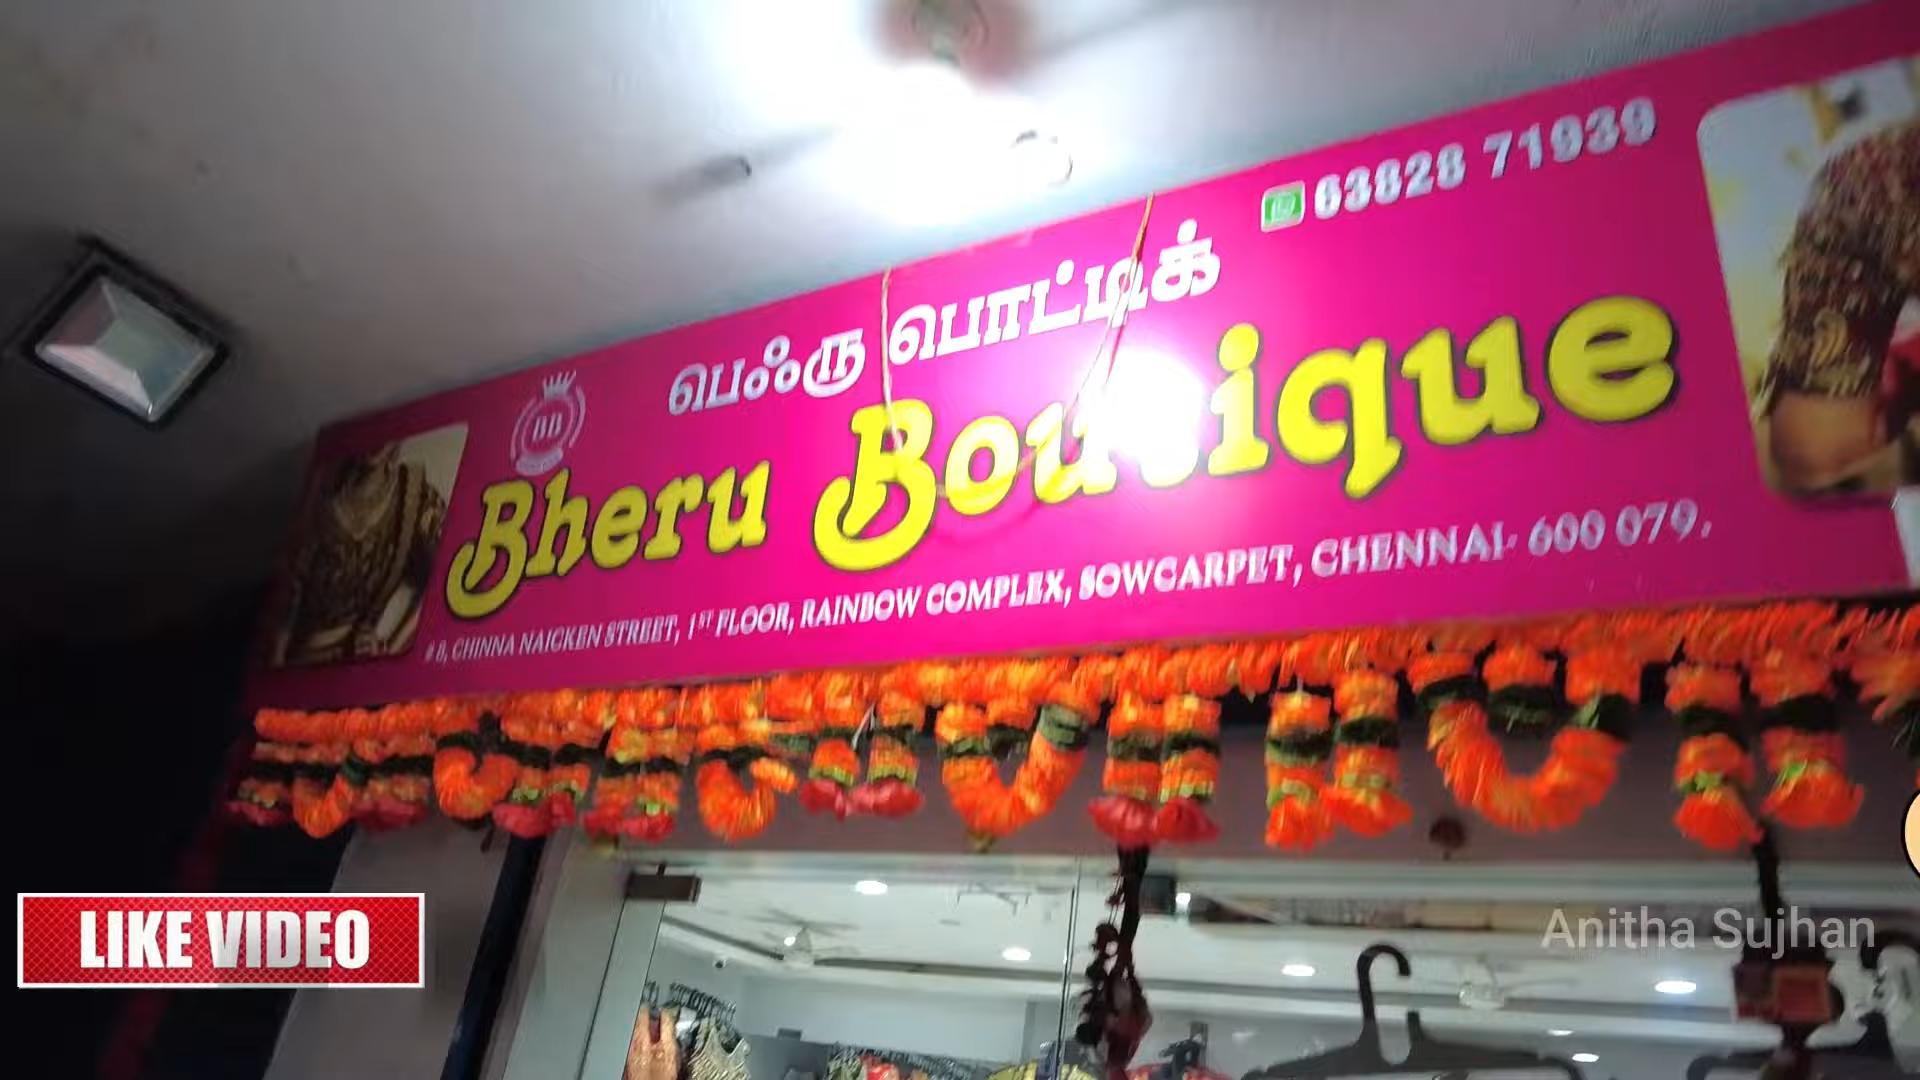 63828 71939
பெஃரு பொட்டிக்
BB
Bheru Boutique
# 8, CHINNA NAICKEN STREET, 1ST FLOOR, RAINBOW COMPLEX, SOWCARPET, CHENNAI- 600 079.
LIKE VIDEO
Anitha Sujhan